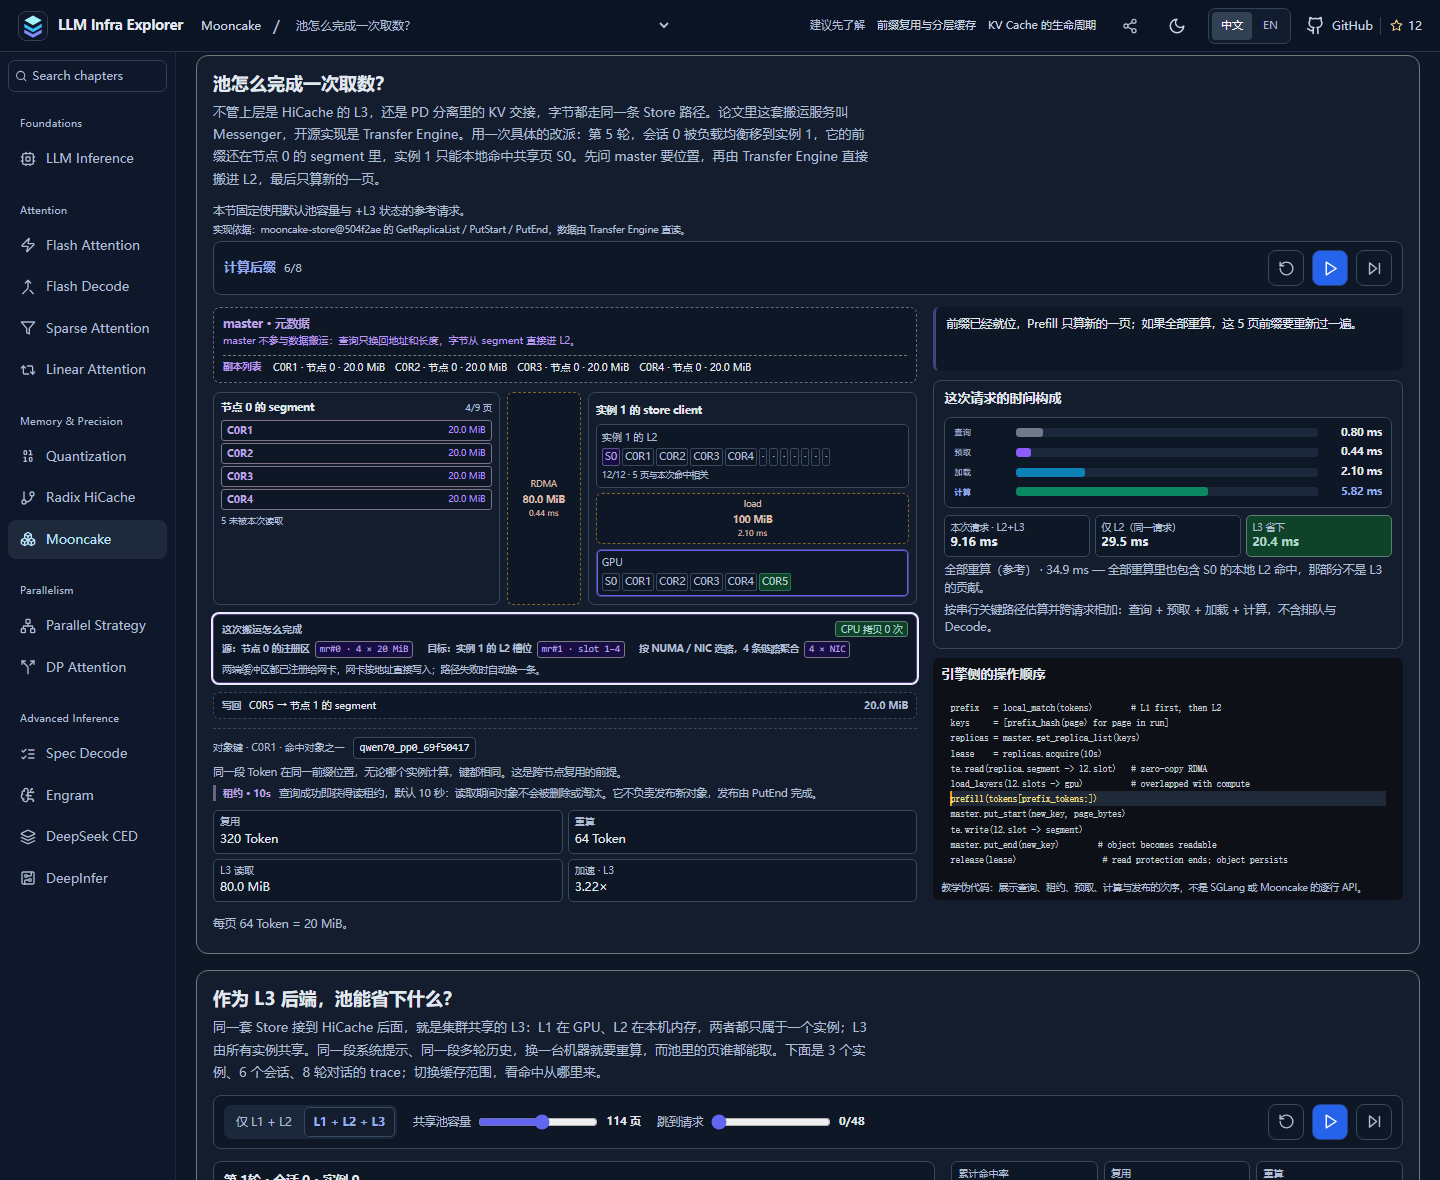 LLM Infra Explorer
Mooncake / 池怎么完成一次取数?
建议先了解 前缀复用与分层缓存 KV Cache 的生命周期
中文 EN
GitHub
12
Search chapters
Foundations
LLM Inference
Attention
Flash Attention
Flash Decode
Sparse Attention
Linear Attention
Memory & Precision
Quantization
Radix HiCache
Mooncake
Parallelism
Parallel Strategy
DP Attention
Advanced Inference
Spec Decode
Engram
DeepSeek CED
DeepInfer
池怎么完成一次取数?
不管上层是 HiCache 的 L3，还是 PD 分离里的 KV 交接，字节都走同一条 Store 路径。论文里这套搬运服务叫
Messenger，开源实现是 Transfer Engine。用一次具体的改派：第 5 轮，会话 0 被负载均衡移到实例 1，它的前
缀还在节点 0 的 segment 里，实例 1 只能本地命中共享页 S0。先问 master 要位置，再由 Transfer Engine 直接
搬进 L2，最后只算新的一页。
本节固定使用默认池容量与 +L3 状态的参考请求。
实现依据：mooncake-store@504f2ae 的 GetReplicaList / PutStart / PutEnd，数据由 Transfer Engine 直读。
计算后缀 6/8
master · 元数据
master 不参与数据搬运：查询只换回地址和长度，字节从 segment 直接进 L2。
副本列表 C0R1 · 节点 0 · 20.0 MiB C0R2 · 节点 0 · 20.0 MiB C0R3 · 节点 0 · 20.0 MiB C0R4 · 节点 0 · 20.0 MiB
节点 0 的 segment 4/9 页
C0R1 20.0 MiB
C0R2 20.0 MiB
C0R3 20.0 MiB
C0R4 20.0 MiB
5 未被本次读取
RDMA
80.0 MiB
0.44 ms
实例 1 的 store client
实例 1 的 L2
S0 C0R1 C0R2 C0R3 C0R4 · · · · · · ·
12/12 · 5 页与本次命中相关
load
100 MiB
2.10 ms
GPU
S0 C0R1 C0R2 C0R3 C0R4 C0R5
这次搬运怎么完成
CPU 拷贝 0 次
源：节点 0 的注册区 mr#0 · 4 × 20 MiB 目标：实例 1 的 L2 槽位 mr#1 · slot 1–4 按 NUMA / NIC 选路，4 条链路聚合 4 × NIC
两端缓冲区都已注册给网卡，网卡按地址直接写入；路径失败时自动换一条。
写回 C0R5 → 节点 1 的 segment 20.0 MiB
对象键 · C0R1 · 命中对象之一 qwen70_pp0_69f50417
同一段 Token 在同一前缀位置，无论哪个实例计算，键都相同。这是跨节点复用的前提。
租约 · 10s 查询成功即获得读租约，默认 10 秒：读取期间对象不会被删除或淘汰。它不负责发布新对象，发布由 PutEnd 完成。
复用
320 Token
重算
64 Token
L3 读取
80.0 MiB
加速 · L3
3.22×
每页 64 Token = 20 MiB。
前缀已经就位，Prefill 只算新的一页；如果全部重算，这 5 页前缀要重新过一遍。
这次请求的时间构成
查询 0.80 ms
预取 0.44 ms
加载 2.10 ms
计算 5.82 ms
本次请求 · L2+L3
9.16 ms
仅 L2（同一请求）
29.5 ms
L3 省下
20.4 ms
全部重算（参考）· 34.9 ms — 全部重算里也包含 S0 的本地 L2 命中，那部分不是 L3
的贡献。
按串行关键路径估算并跨请求相加：查询 + 预取 + 加载 + 计算，不含排队与
Decode。
引擎侧的操作顺序
prefix = local_match(tokens) # L1 first, then L2
keys = [prefix_hash(page) for page in run]
replicas = master.get_replica_list(keys)
lease = replicas.acquire(10s)
te.read(replica.segment -> l2.slot) # zero-copy RDMA
load_layers(l2.slots -> gpu) # overlapped with compute
prefill(tokens[prefix_tokens:])
master.put_start(new_key, page_bytes)
te.write(l2.slot -> segment)
master.put_end(new_key) # object becomes readable
release(lease) # read protection ends; object persists
教学伪代码：展示查询、租约、预取、计算与发布的次序，不是 SGLang 或 Mooncake 的逐行 API。
作为 L3 后端，池能省下什么?
同一套 Store 接到 HiCache 后面，就是集群共享的 L3：L1 在 GPU、L2 在本机内存，两者都只属于一个实例；L3
由所有实例共享。同一段系统提示、同一段多轮历史，换一台机器就要重算，而池里的页谁都能取。下面是 3 个实
例、6 个会话、8 轮对话的 trace；切换缓存范围，看命中从哪里来。
仅 L1 + L2 L1 + L2 + L3 共享池容量 114 页 跳到请求 0/48
第 1轮 · 会话 0 · 实例 0
累计命中率
复用
重算